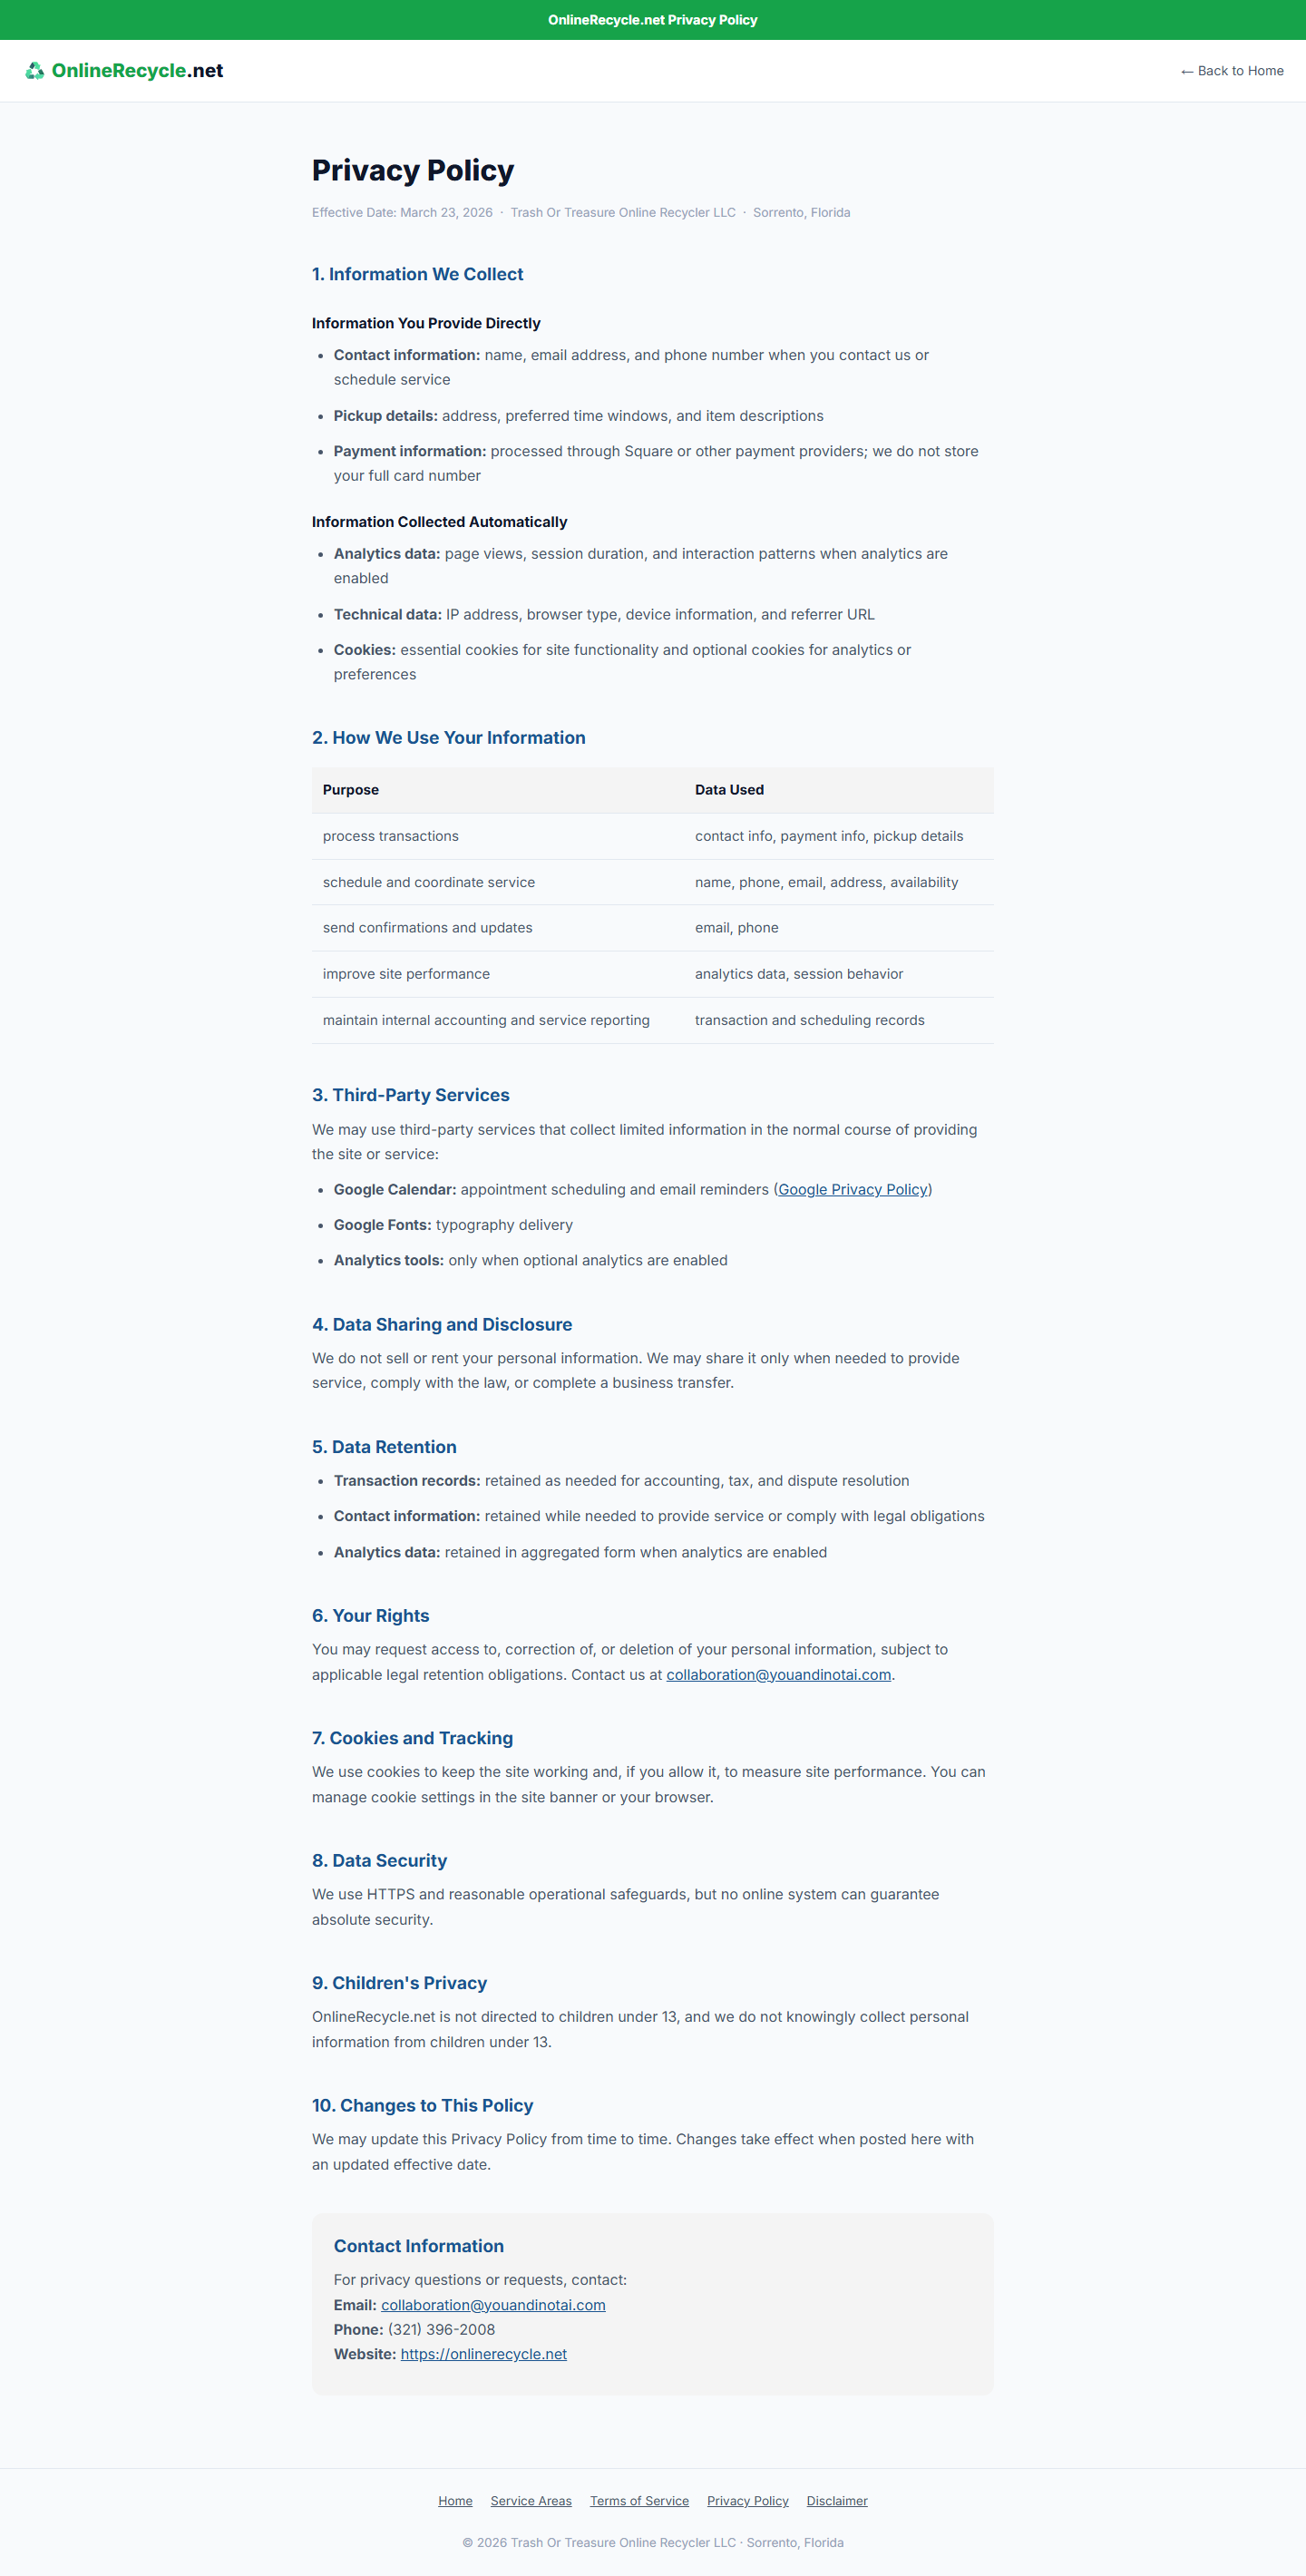 OnlineRecycle.net Privacy Policy
OnlineRecycle.net
← Back to Home
Privacy Policy
Effective Date: March 23, 2026 · Trash Or Treasure Online Recycler LLC · Sorrento, Florida
1. Information We Collect
Information You Provide Directly
• Contact information: name, email address, and phone number when you contact us or
schedule service
• Pickup details: address, preferred time windows, and item descriptions
• Payment information: processed through Square or other payment providers; we do not store
your full card number
Information Collected Automatically
• Analytics data: page views, session duration, and interaction patterns when analytics are
enabled
• Technical data: IP address, browser type, device information, and referrer URL
• Cookies: essential cookies for site functionality and optional cookies for analytics or
preferences
2. How We Use Your Information
Purpose Data Used
process transactions contact info, payment info, pickup details
schedule and coordinate service name, phone, email, address, availability
send confirmations and updates email, phone
improve site performance analytics data, session behavior
maintain internal accounting and service reporting transaction and scheduling records
3. Third-Party Services
We may use third-party services that collect limited information in the normal course of providing
the site or service:
• Google Calendar: appointment scheduling and email reminders (Google Privacy Policy)
• Google Fonts: typography delivery
• Analytics tools: only when optional analytics are enabled
4. Data Sharing and Disclosure
We do not sell or rent your personal information. We may share it only when needed to provide
service, comply with the law, or complete a business transfer.
5. Data Retention
• Transaction records: retained as needed for accounting, tax, and dispute resolution
• Contact information: retained while needed to provide service or comply with legal obligations
• Analytics data: retained in aggregated form when analytics are enabled
6. Your Rights
You may request access to, correction of, or deletion of your personal information, subject to
applicable legal retention obligations. Contact us at collaboration@youandinotai.com.
7. Cookies and Tracking
We use cookies to keep the site working and, if you allow it, to measure site performance. You can
manage cookie settings in the site banner or your browser.
8. Data Security
We use HTTPS and reasonable operational safeguards, but no online system can guarantee
absolute security.
9. Children's Privacy
OnlineRecycle.net is not directed to children under 13, and we do not knowingly collect personal
information from children under 13.
10. Changes to This Policy
We may update this Privacy Policy from time to time. Changes take effect when posted here with
an updated effective date.
Contact Information
For privacy questions or requests, contact:
Email: collaboration@youandinotai.com
Phone: (321) 396-2008
Website: https://onlinerecycle.net
Home Service Areas Terms of Service Privacy Policy Disclaimer
© 2026 Trash Or Treasure Online Recycler LLC · Sorrento, Florida